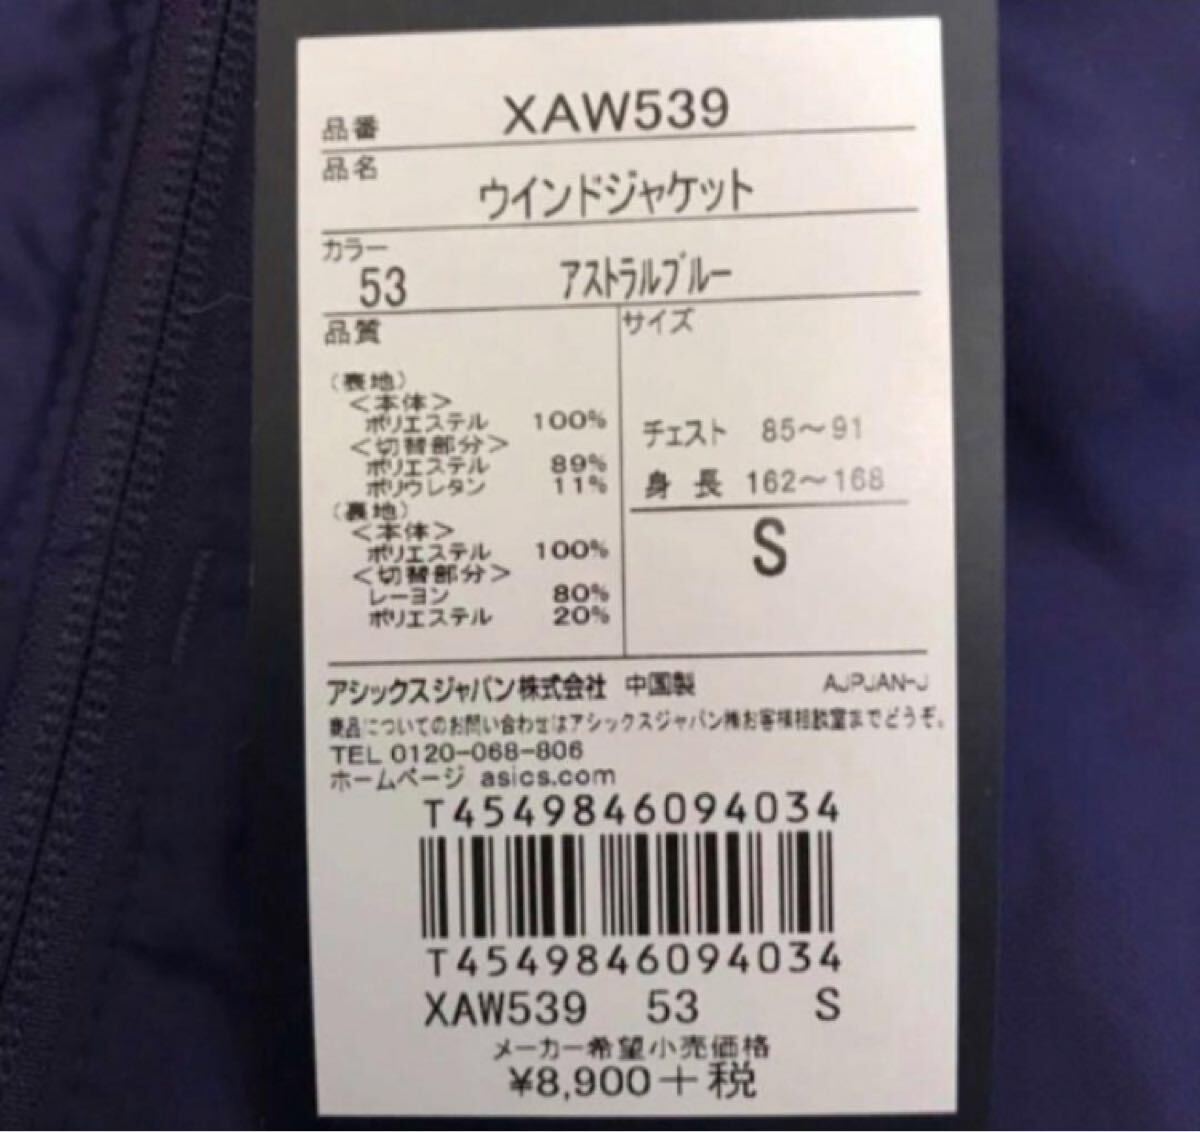 品番 XAW539
品名
ウインドジャケット
カラー
53 アストラルブルー
品質
サイズ
(表地)
<本体>
ポリエステル 100%
<切替部分>
ポリエステル 89%
ポリウレタン 11%
(裏地)
<本体>
ポリエステル 100%
<切替部分>
レーヨン 80%
ポリエステル 20%
チェスト 85~91
身長 162~168
S
アシックスジャパン株式会社 中国製 AJPJAN-J
商品についてのお問い合わせはアシックスジャパン㈱お客様相談室までどうぞ。
TEL 0120-068-806
ホームページ asics.com
T4549846094034
T4549846094034
XAW539 53 S
メーカー希望小売価格
¥8,900+税